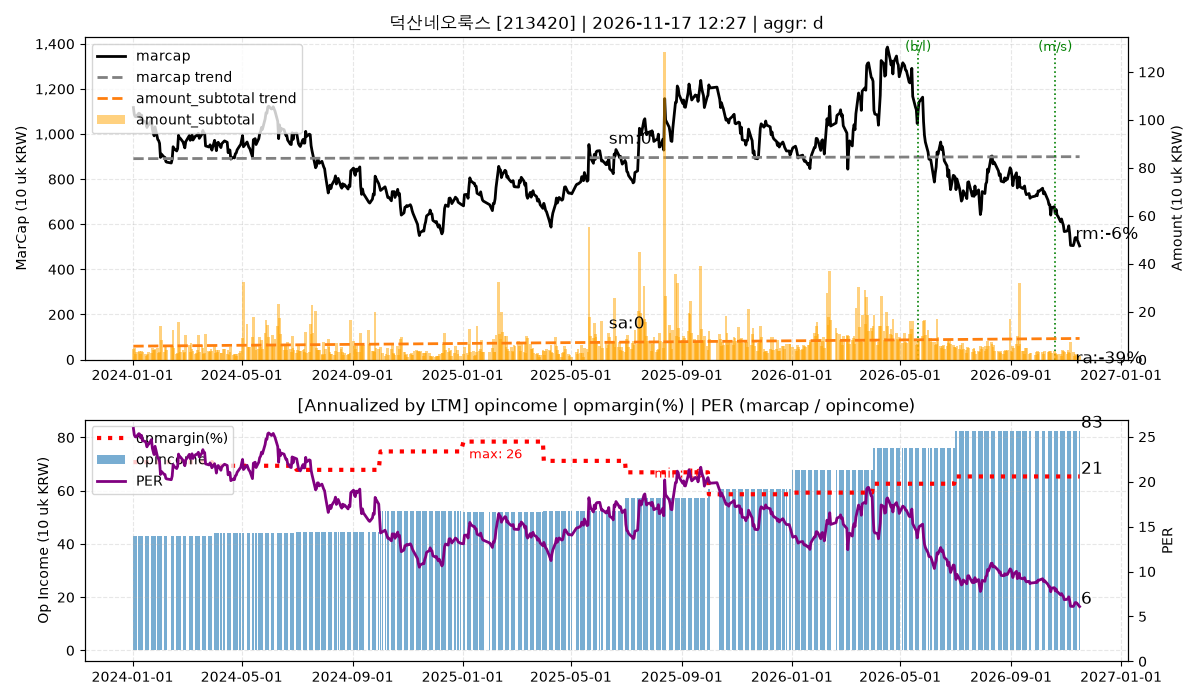 덕산네오룩스 [213420] | 2026-11-17 12:27 | aggr: d
1,400
1,200
1,000
800
600
400
200
0
MarCap (10 uk KRW)
marcap
marcap trend
amount_subtotal trend
amount_subtotal
(b/l)
(m/s)
sm:0
sa:0
rm:-6%
ra:-39%
120
100
80
60
40
20
0
Amount (10 uk KRW)
2024-01-01
2024-05-01
2024-09-01
2025-01-01
2025-05-01
2025-09-01
2026-01-01
2026-05-01
2026-09-01
2027-01-01
[Annualized by LTM] opincome | opmargin(%) | PER (marcap / opincome)
80
60
40
20
0
Op Income (10 uk KRW)
opmargin(%)
opincome
PER
max: 26
83
21
6
25
20
15
10
5
0
PER
2024-01-01
2024-05-01
2024-09-01
2025-01-01
2025-05-01
2025-09-01
2026-01-01
2026-05-01
2026-09-01
2027-01-01